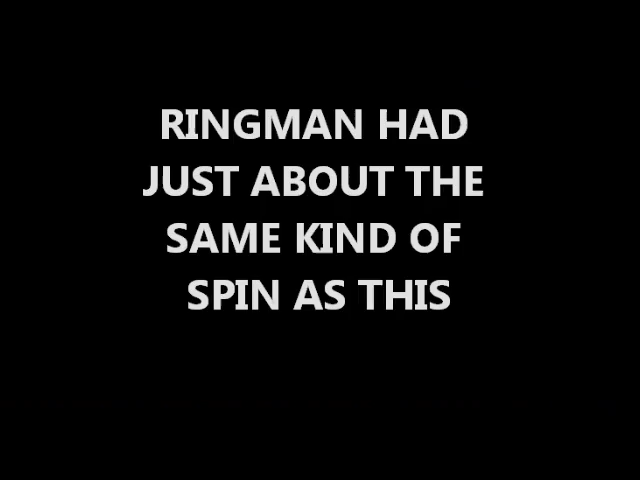 RINGMAN HAD
JUST ABOUT THE
SAME KIND OF
SPIN AS THIS